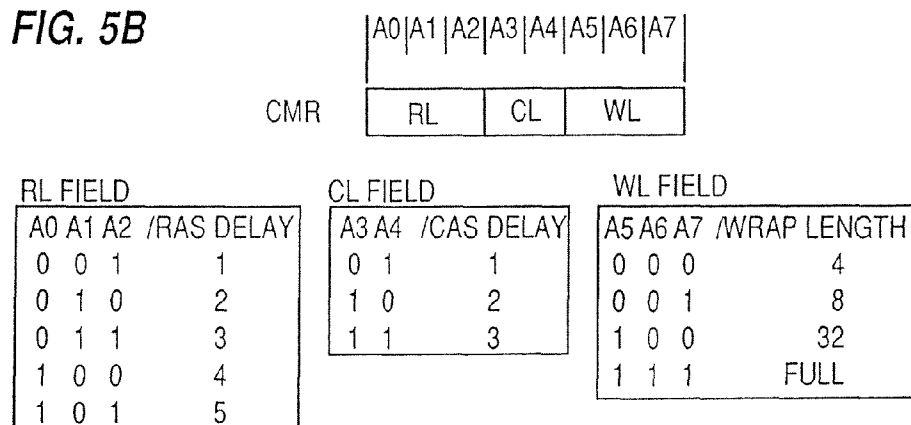 FIG. 5B
A0|A1|A2|A3|A4|A5|A6|A7
CMR RL CL WL
RL FIELD
A0 A1 A2 /RAS DELAY
0 0 1 1
0 1 0 2
0 1 1 3
1 0 0 4
1 0 1 5
CL FIELD
A3 A4 /CAS DELAY
0 1 1
1 0 2
1 1 3
WL FIELD
A5 A6 A7 /WRAP LENGTH
0 0 0 4
0 0 1 8
1 0 0 32
1 1 1 FULL